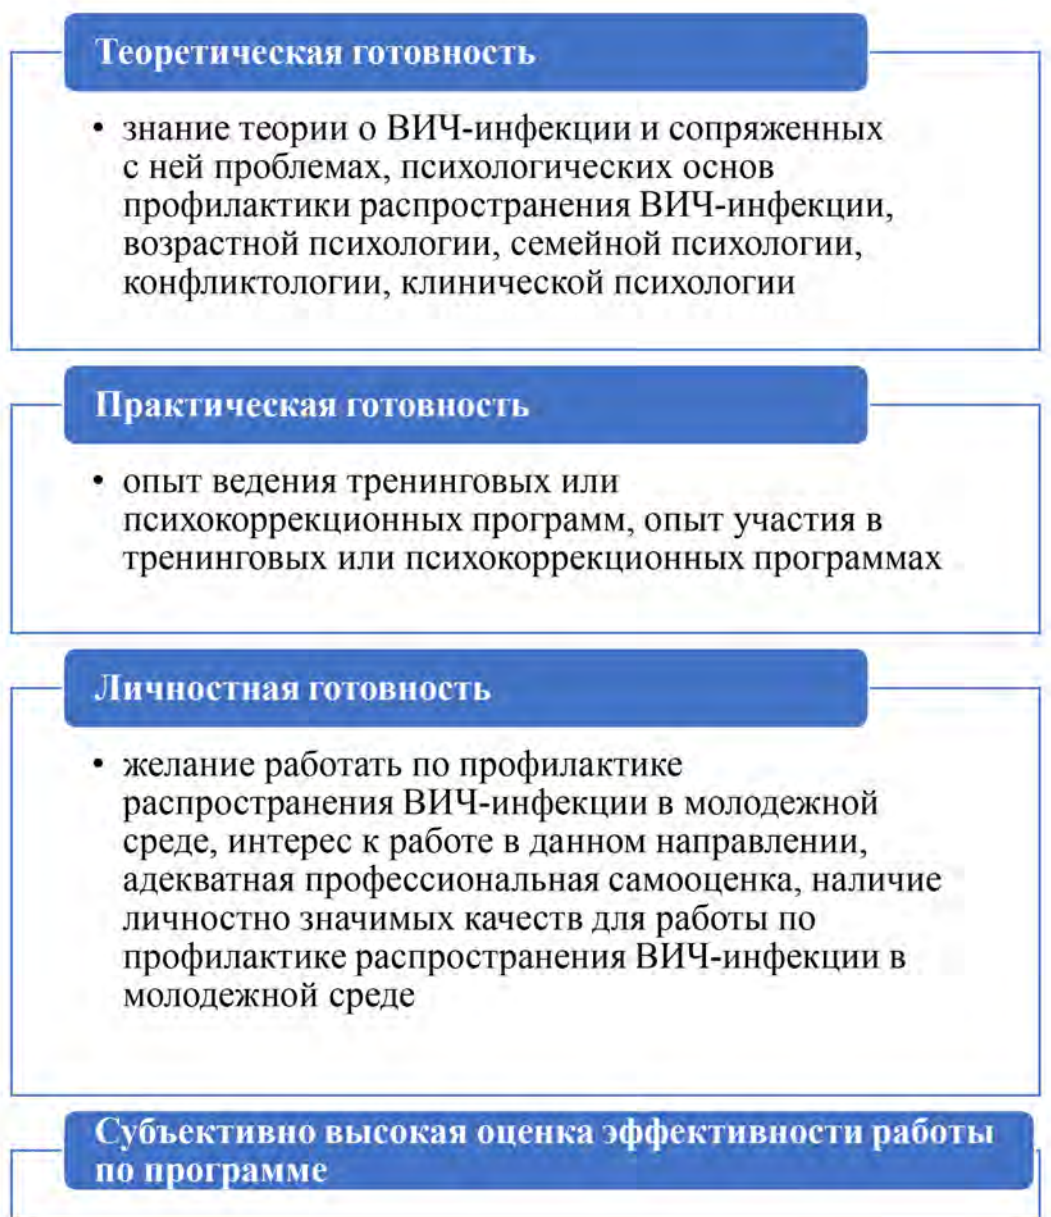 Теоретическая готовность
• знание теории о ВИЧ-инфекции и сопряженных
с ней проблемах, психологических основ
профилактики распространения ВИЧ-инфекции,
возрастной психологии, семейной психологии,
конфликтологии, клинической психологии
Практическая готовность
• опыт ведения тренинговых или
психокоррекционных программ, опыт участия в
тренинговых или психокоррекционных программах
Личностная готовность
• желание работать по профилактике
распространения ВИЧ-инфекции в молодежной
среде, интерес к работе в данном направлении,
адекватная профессиональная самооценка, наличие
личностно значимых качеств для работы по
профилактике распространения ВИЧ-инфекции в
молодежной среде
Субъективно высокая оценка эффективности работы
по программе